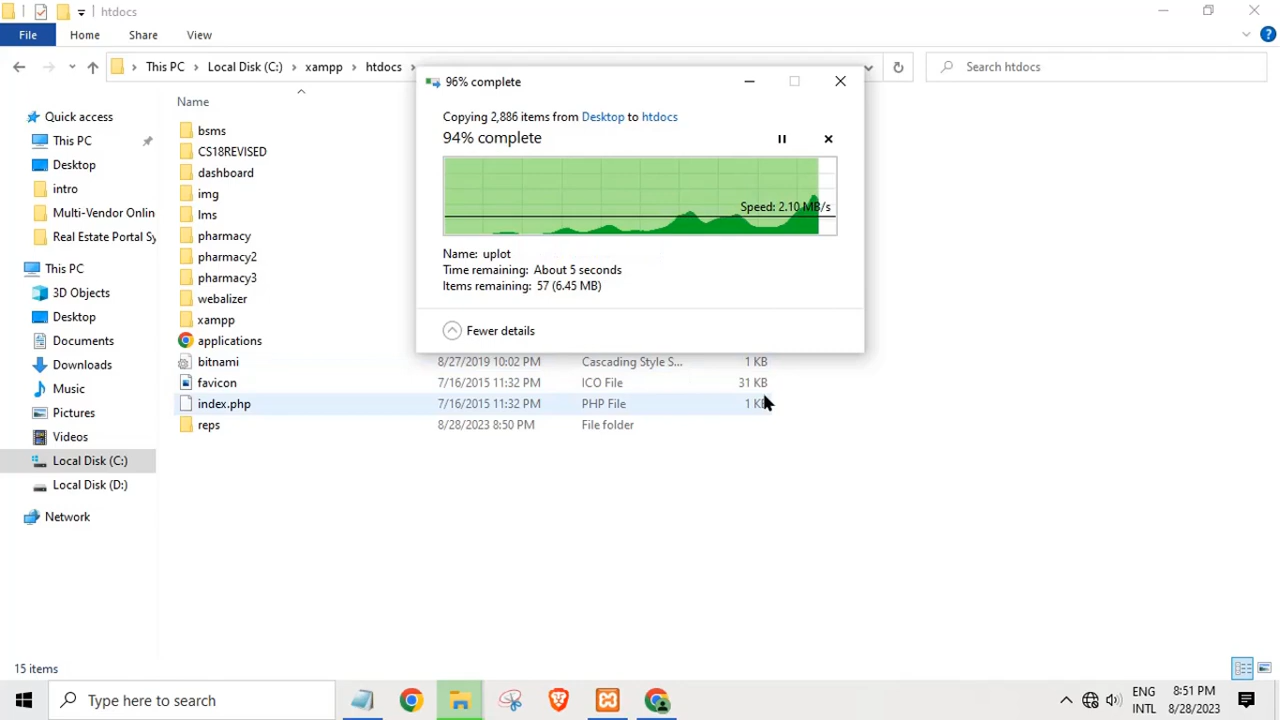 htdocs
File Home Share View
This PC Local Disk (C:) xampp htdocs Search htdocs
96% complete
Copying 2,886 items from Desktop to htdocs
94% complete
Speed: 2.10 MB/s
Name: uplot
Time remaining: About 5 seconds
Items remaining: 57 (6.45 MB)
Fewer details
Quick access
This PC
Desktop
intro
Multi-Vendor Onlin
Real Estate Portal Sy
This PC
3D Objects
Desktop
Documents
Downloads
Music
Pictures
Videos
Local Disk (C:)
Local Disk (D:)
Network
Name
bsms
CS18REVISED
dashboard
img
lms
pharmacy
pharmacy2
pharmacy3
webalizer
xampp
applications
bitnami 8/27/2019 10:02 PM Cascading Style S... 1 KB
favicon 7/16/2015 11:32 PM ICO File 31 KB
index.php 7/16/2015 11:32 PM PHP File 1 KB
reps 8/28/2023 8:50 PM File folder
15 items
Type here to search
ENG
INTL
8:51 PM
8/28/2023